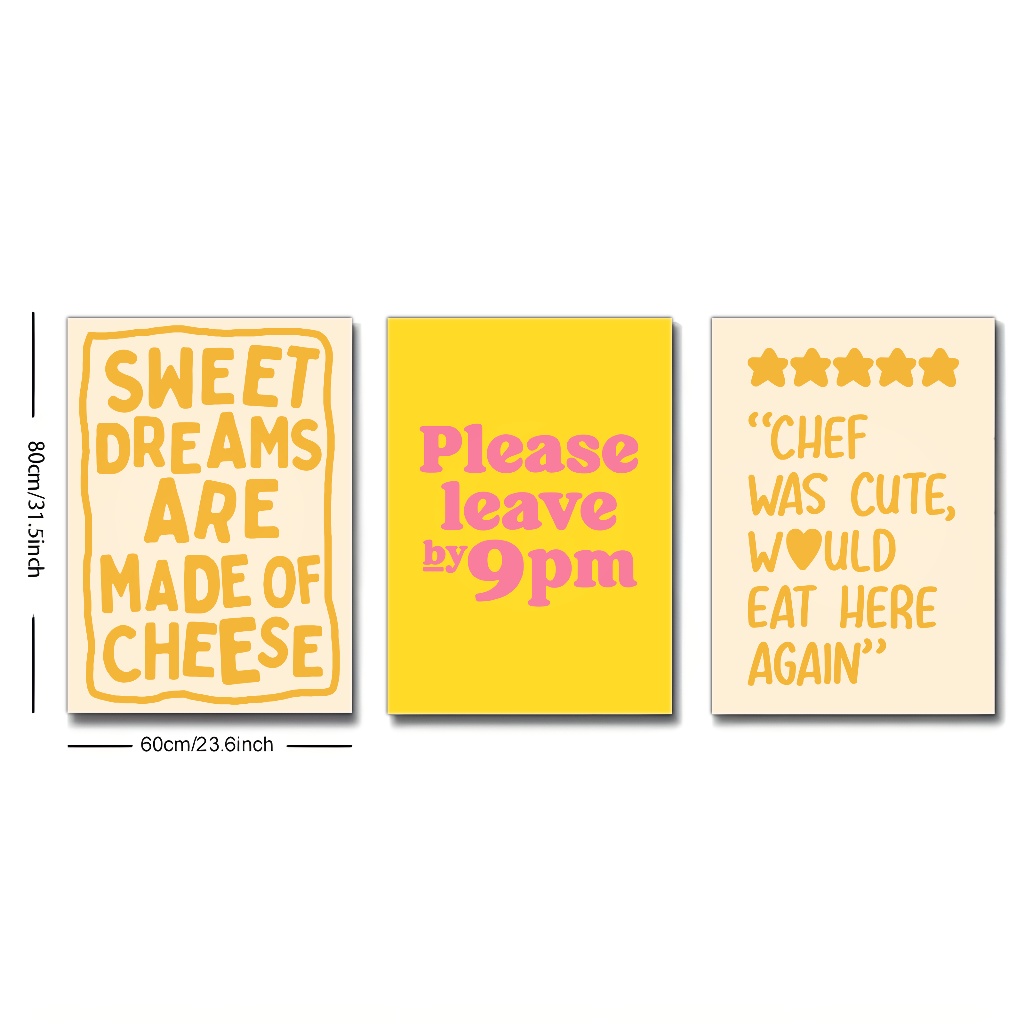 SWEET
DREAMS
ARE
MADE OF
CHEESE
Please
leave
by 9pm
“CHEF
WAS CUTE,
W♥ULD
EAT HERE
AGAIN”
80cm/31.5inch
60cm/23.6inch